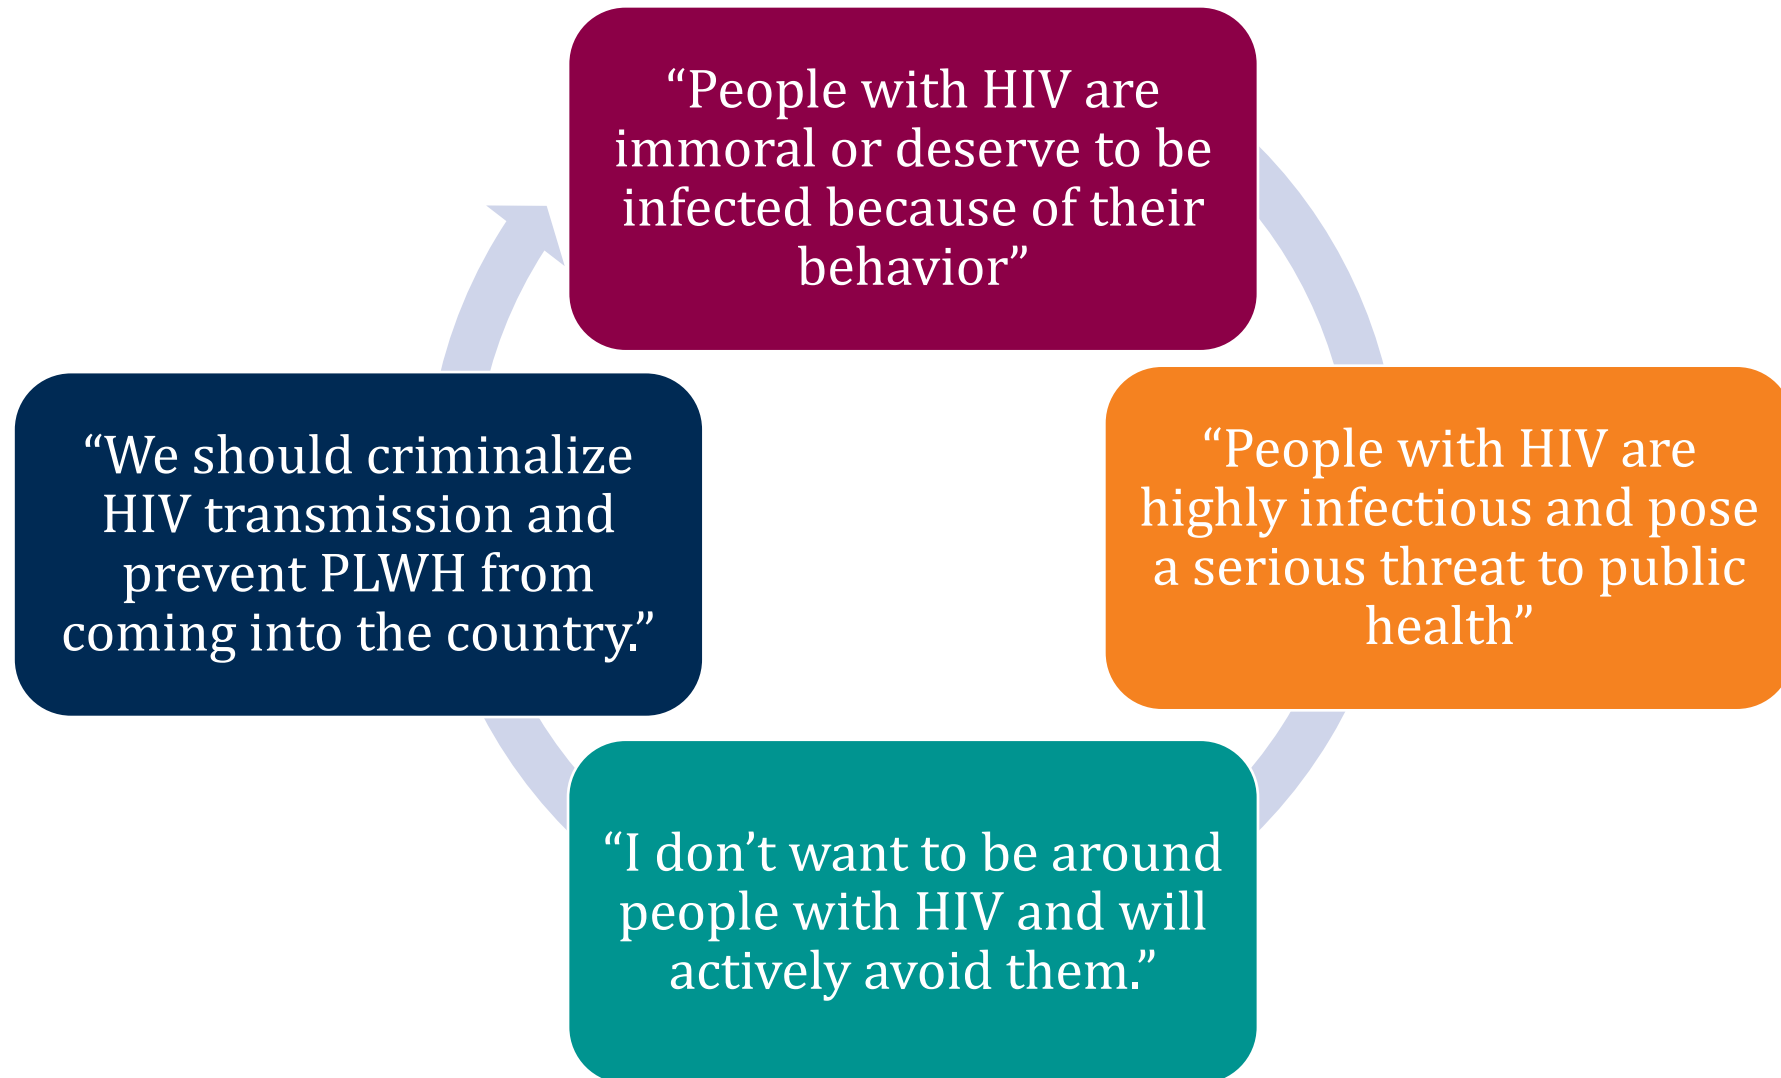 “People with HIV are
immoral or deserve to be
infected because of their
behavior”
“People with HIV are
highly infectious and pose
a serious threat to public
health”
“I don’t want to be around
people with HIV and will
actively avoid them.”
“We should criminalize
HIV transmission and
prevent PLWH from
coming into the country.”